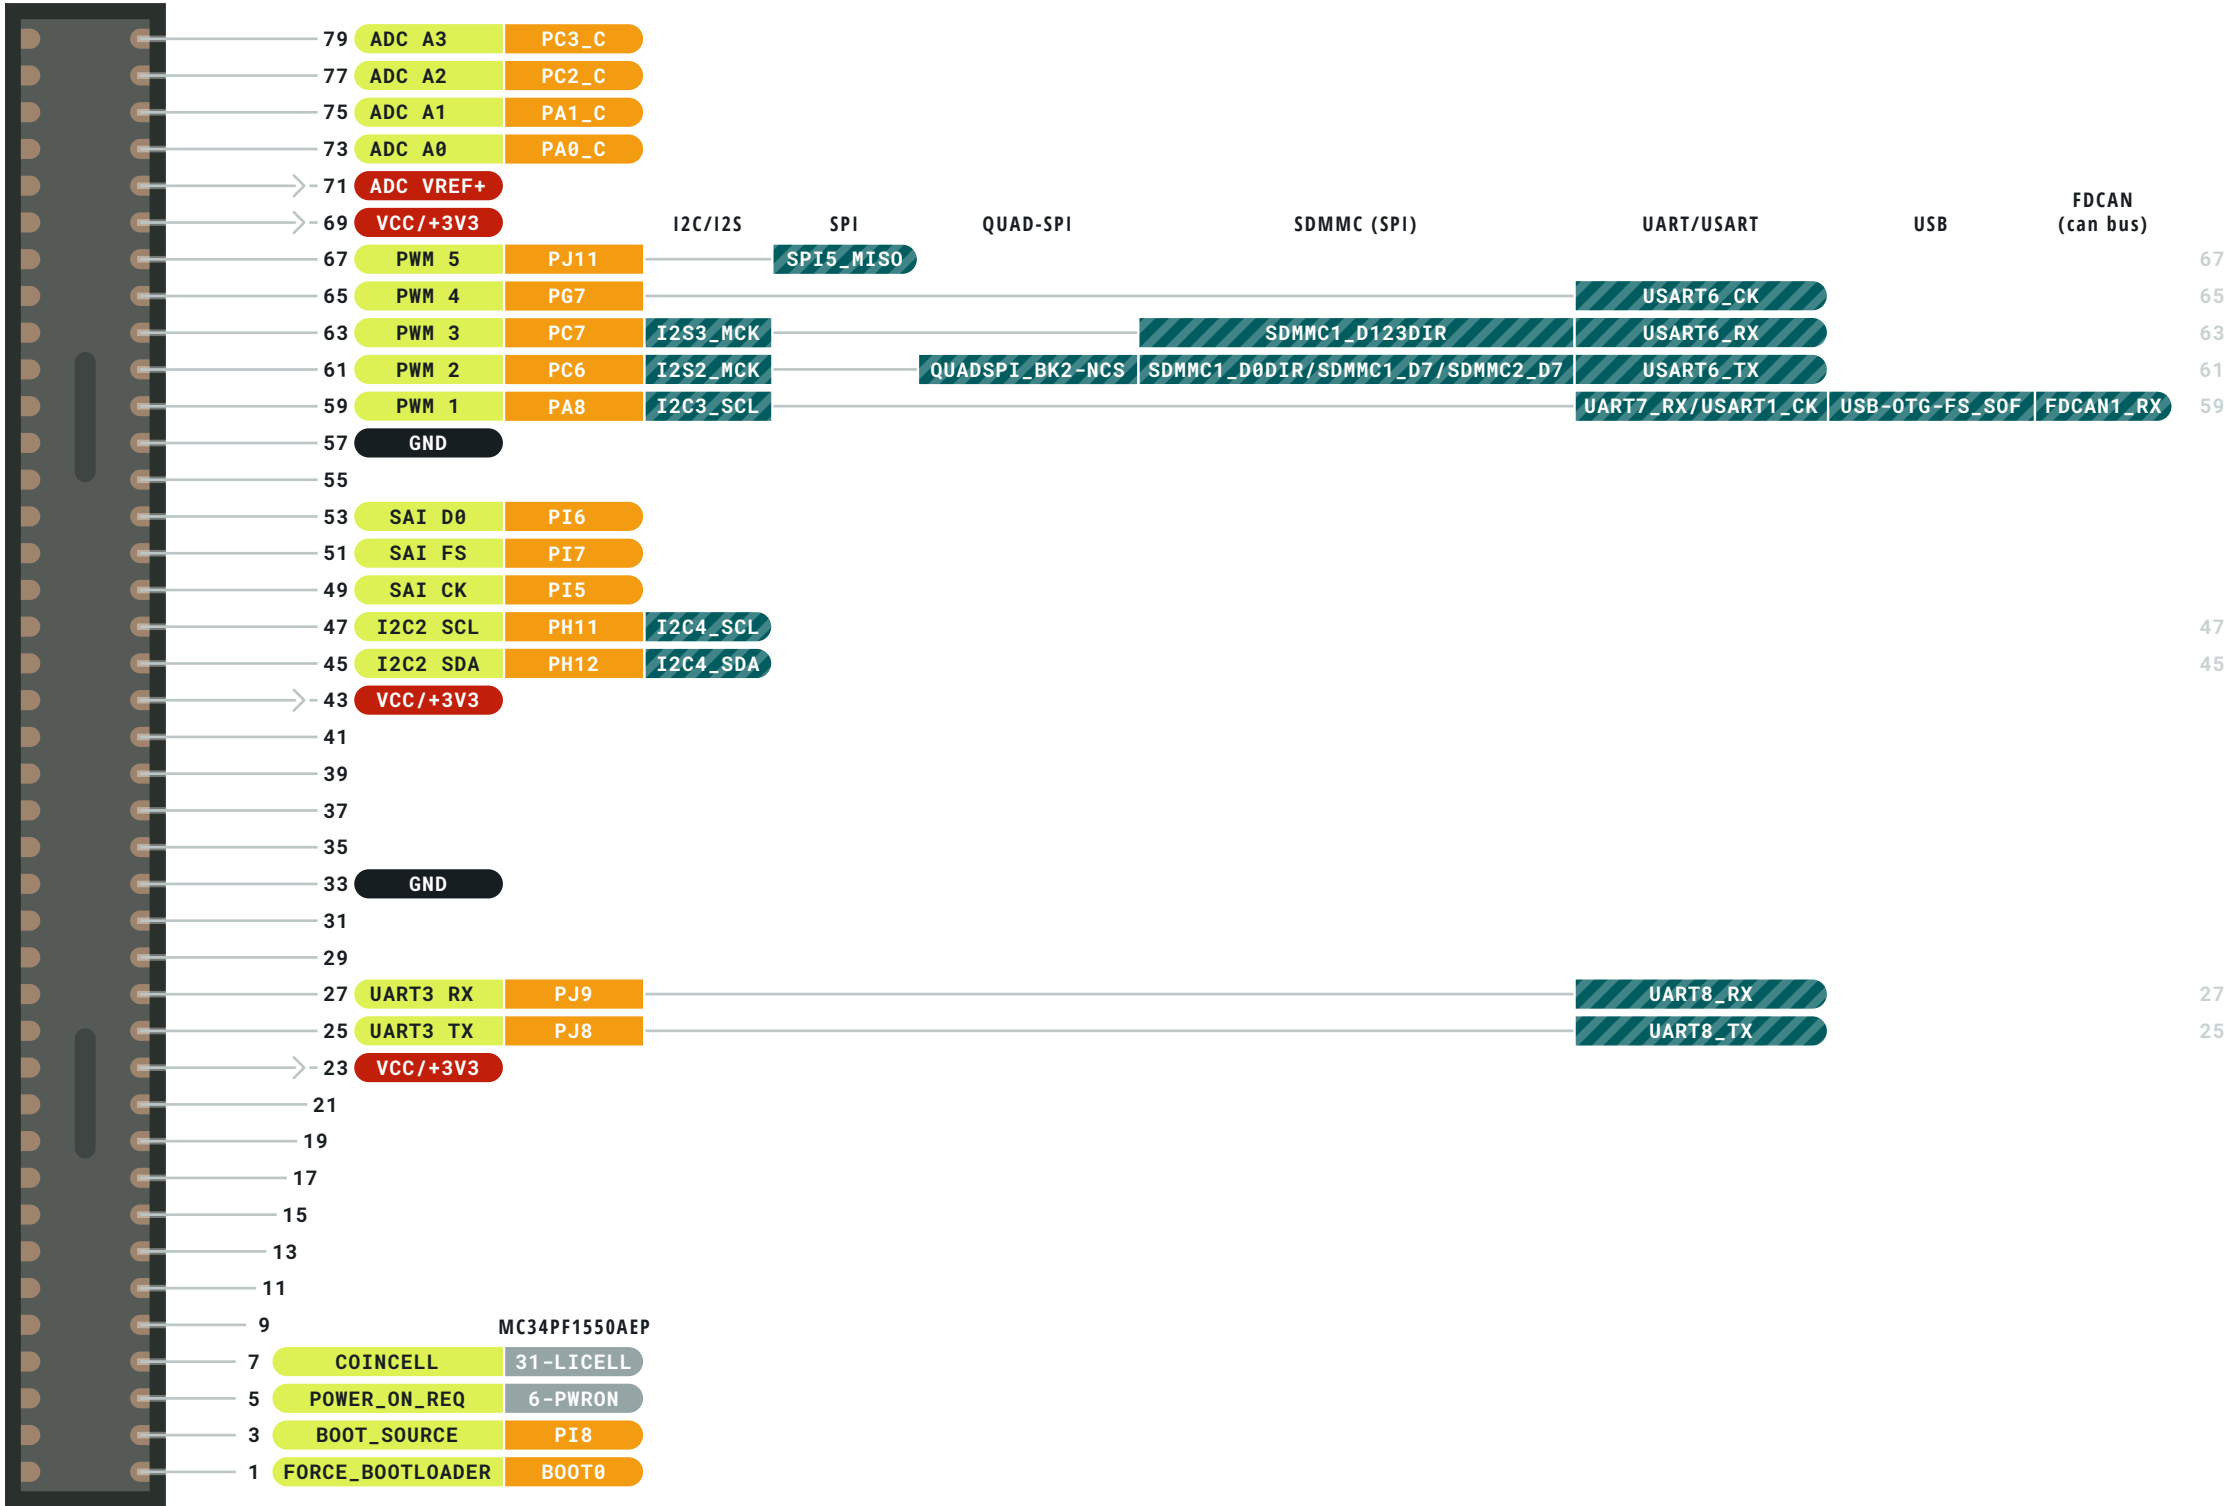 79 ADC A3 PC3_C
77 ADC A2 PC2_C
75 ADC A1 PA1_C
73 ADC A0 PA0_C
71 ADC VREF+
FDCAN
69 VCC/+3V3 I2C/I2S SPI QUAD-SPI SDMMC (SPI) UART/USART USB (can bus)
67 PWM 5 PJ11 SPI5_MISO 67
65 PWM 4 PG7 USART6_CK 65
63 PWM 3 PC7 I2S3_MCK SDMMC1_D123DIR USART6_RX 63
61 PWM 2 PC6 I2S2_MCK QUADSPI_BK2-NCS SDMMC1_D0DIR/SDMMC1_D7/SDMMC2_D7 USART6_TX 61
59 PWM 1 PA8 I2C3_SCL UART7_RX/USART1_CK USB-OTG-FS_SOF FDCAN1_RX 59
57 GND
55
53 SAI D0 PI6
51 SAI FS PI7
49 SAI CK PI5
47 I2C2 SCL PH11 I2C4_SCL 47
45 I2C2 SDA PH12 I2C4_SDA 45
43 VCC/+3V3
41
39
37
35
33 GND
31
29
27 UART3 RX PJ9 UART8_RX 27
25 UART3 TX PJ8 UART8_TX 25
23 VCC/+3V3
21
19
17
15
13
11
9 MC34PF1550AEP
7 COINCELL 31-LICELL
5 POWER_ON_REQ 6-PWRON
3 BOOT_SOURCE PI8
1 FORCE_BOOTLOADER BOOT0